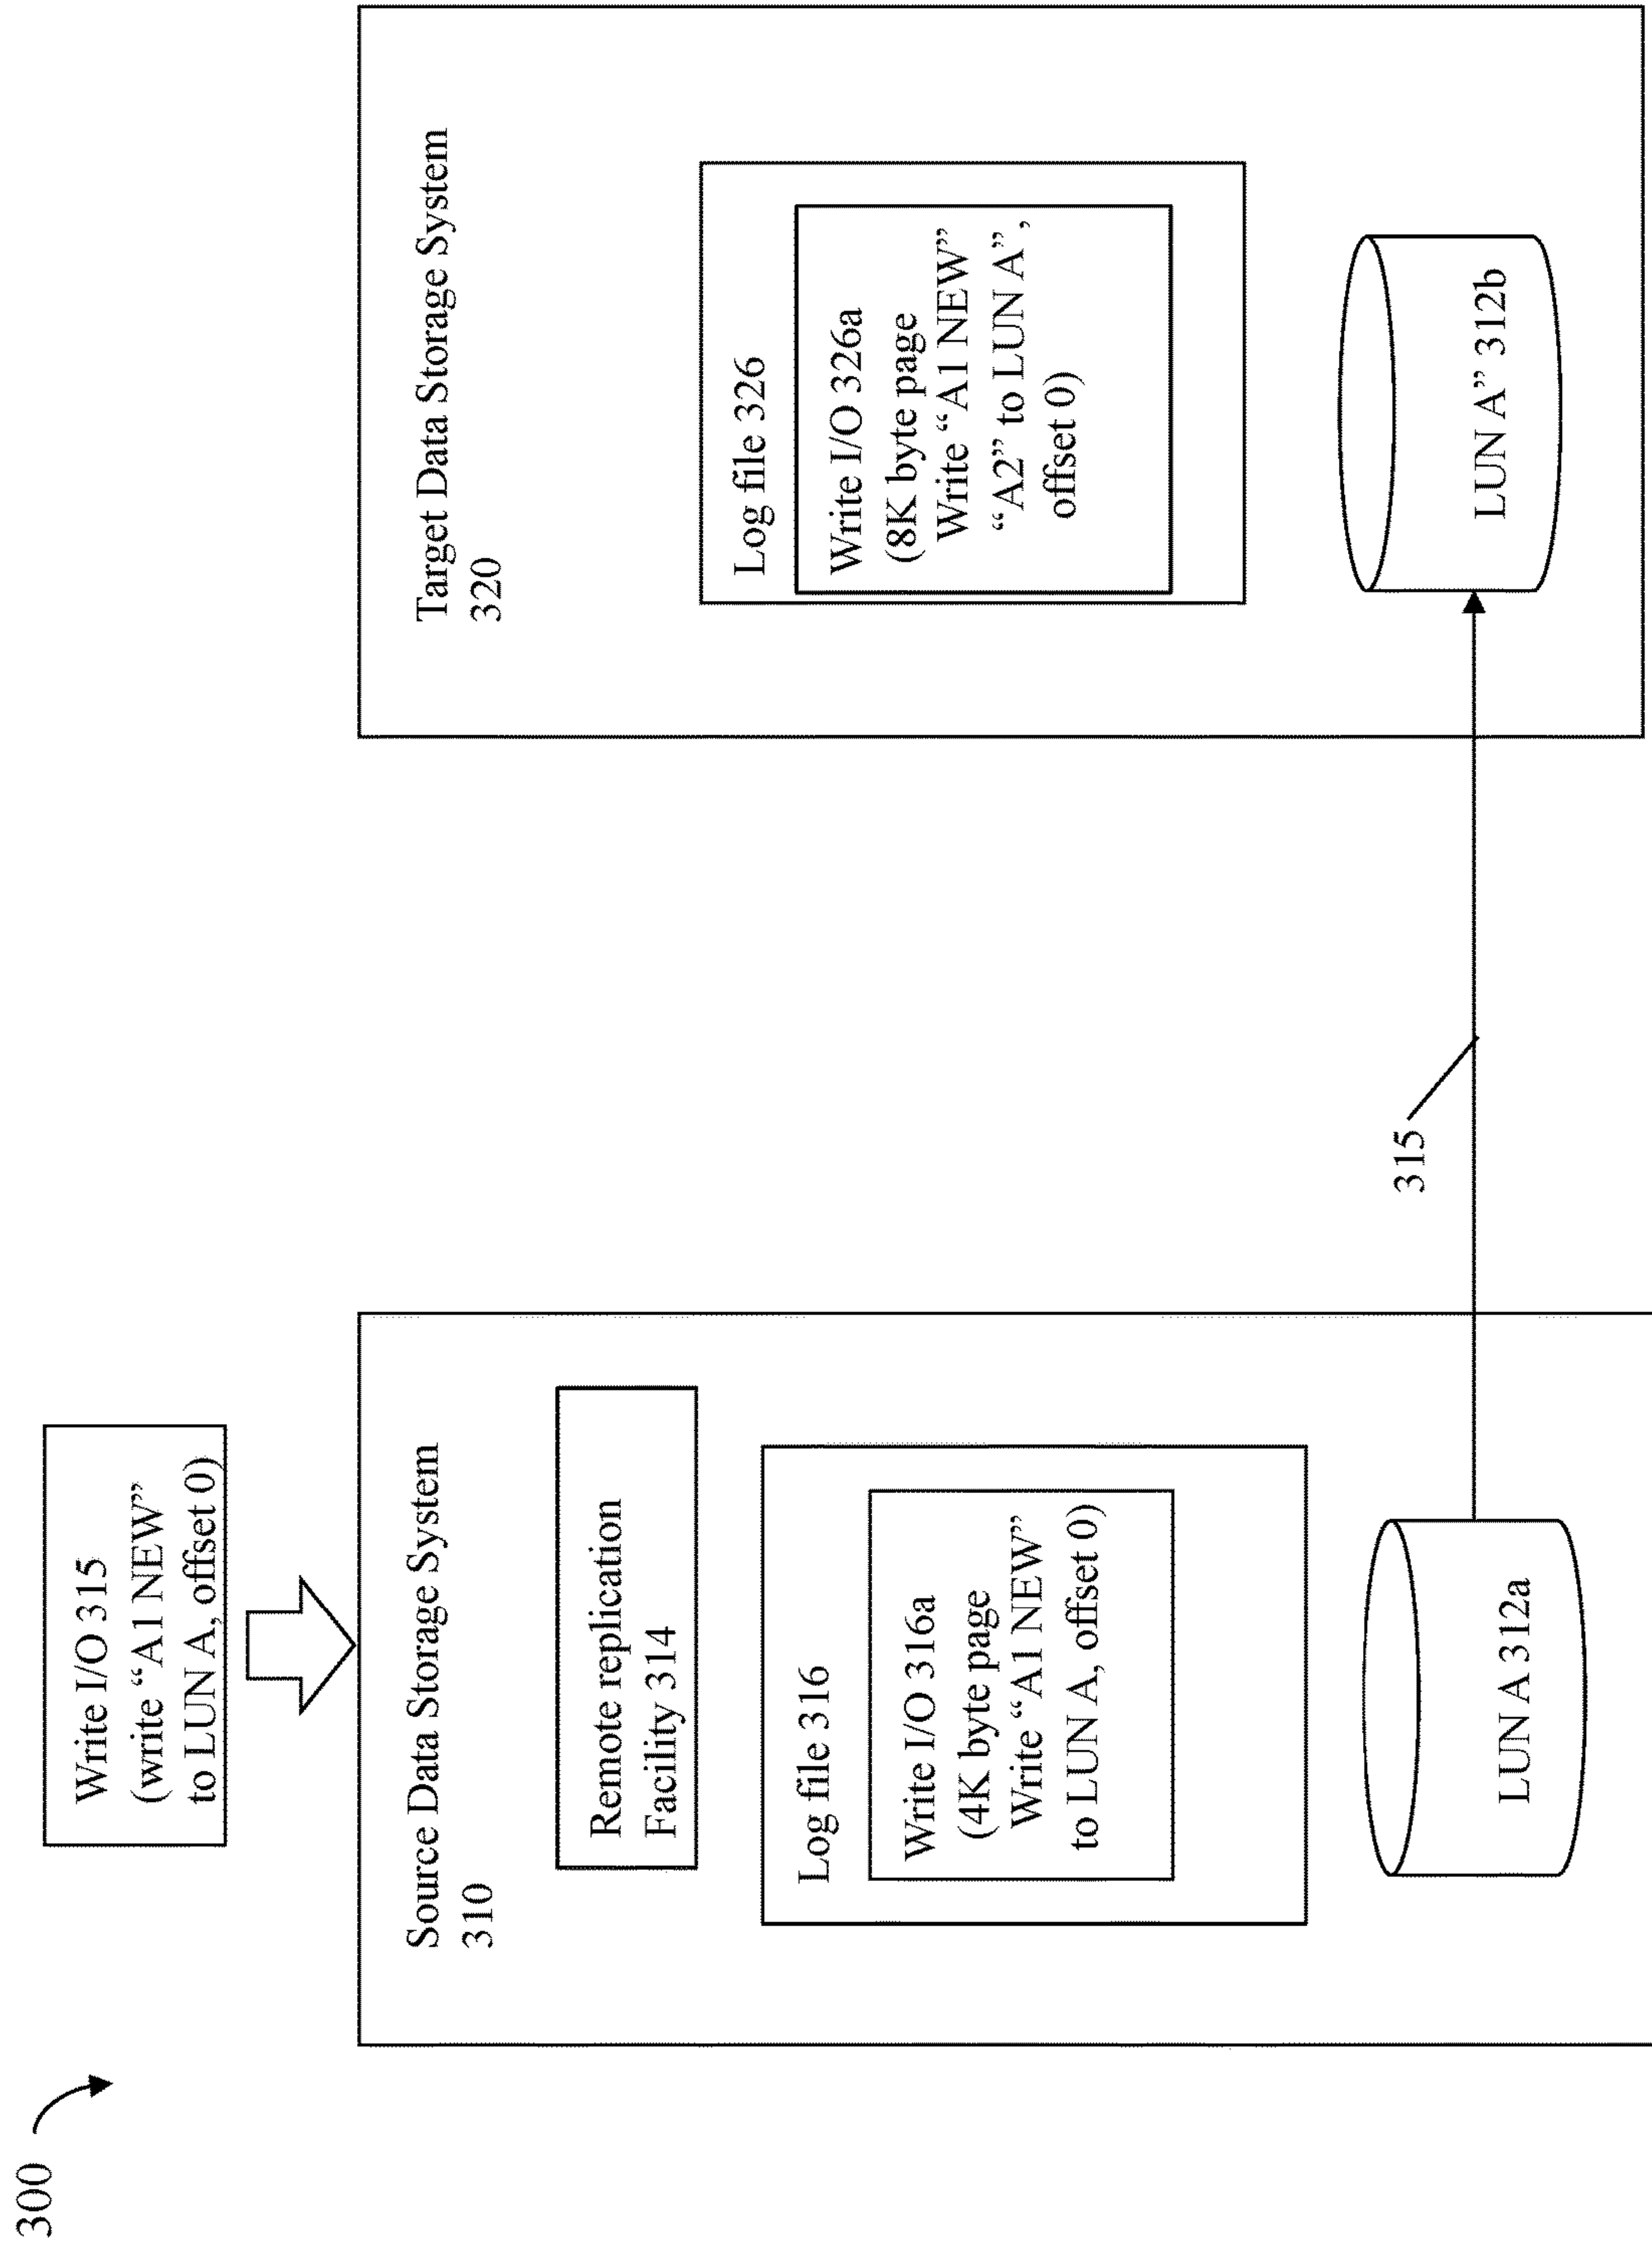 300
Write I/O 315
(write “A1 NEW”
to LUN A, offset 0)
Source Data Storage System
310
Remote replication
Facility 314
Log file 316
Write I/O 316a
(4K byte page
Write “A1 NEW”
to LUN A, offset 0)
LUN A 312a
315
Target Data Storage System
320
Log file 326
Write I/O 326a
(8K byte page
Write “A1 NEW”
“A2” to LUN A”,
offset 0)
LUN A” 312b